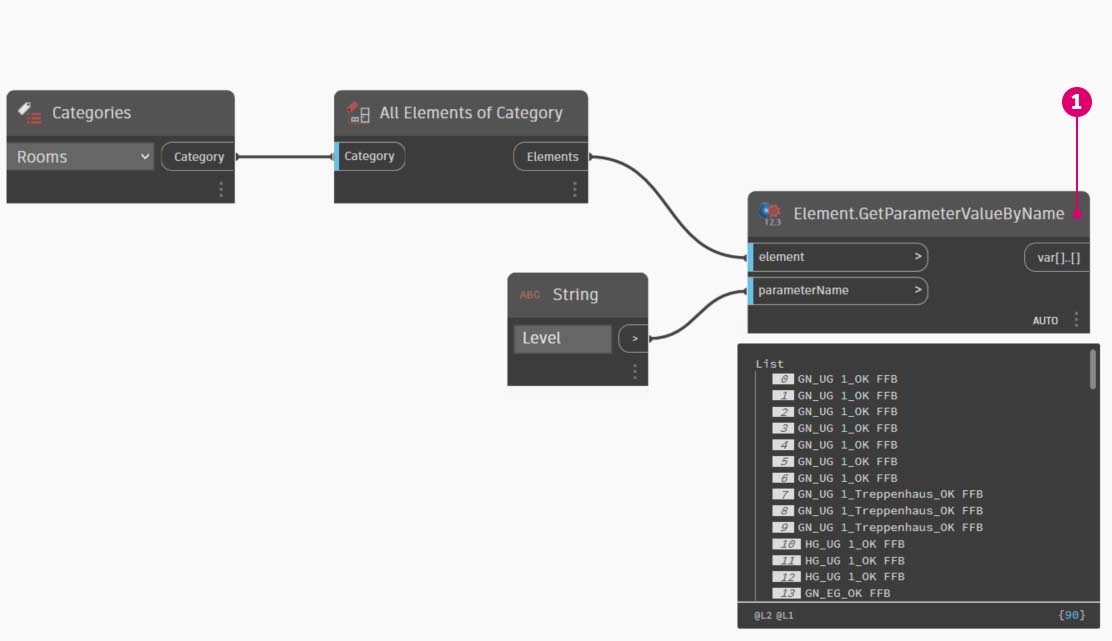 Categories
Rooms
Category
All Elements of Category
Category
Elements
1
12.3
Element.GetParameterValueByName
element >
var[]..[]
parameterName >
AUTO
ABC String
Level
>
List
0 GN_UG 1_OK FFB
1 GN_UG 1_OK FFB
2 GN_UG 1_OK FFB
3 GN_UG 1_OK FFB
4 GN_UG 1_OK FFB
5 GN_UG 1_OK FFB
6 GN_UG 1_OK FFB
7 GN_UG 1_Treppenhaus_OK FFB
8 GN_UG 1_Treppenhaus_OK FFB
9 GN_UG 1_Treppenhaus_OK FFB
10 HG_UG 1_OK FFB
11 HG_UG 1_OK FFB
12 HG_UG 1_OK FFB
13 GN_EG_OK FFB
@L2 @L1
{90}